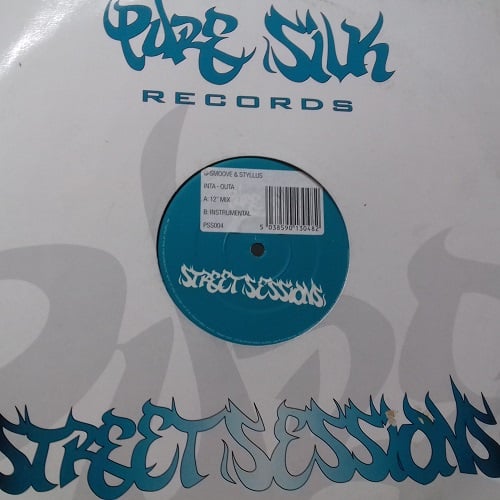 PURE SILK
RECORDS
G-SMOOVE & STYLLUS
INTA - OUTA
A: 12" MIX
B: INSTRUMENTAL
PSS004
5 038590 130482
STREET SESSIONS
STREET SESSIONS